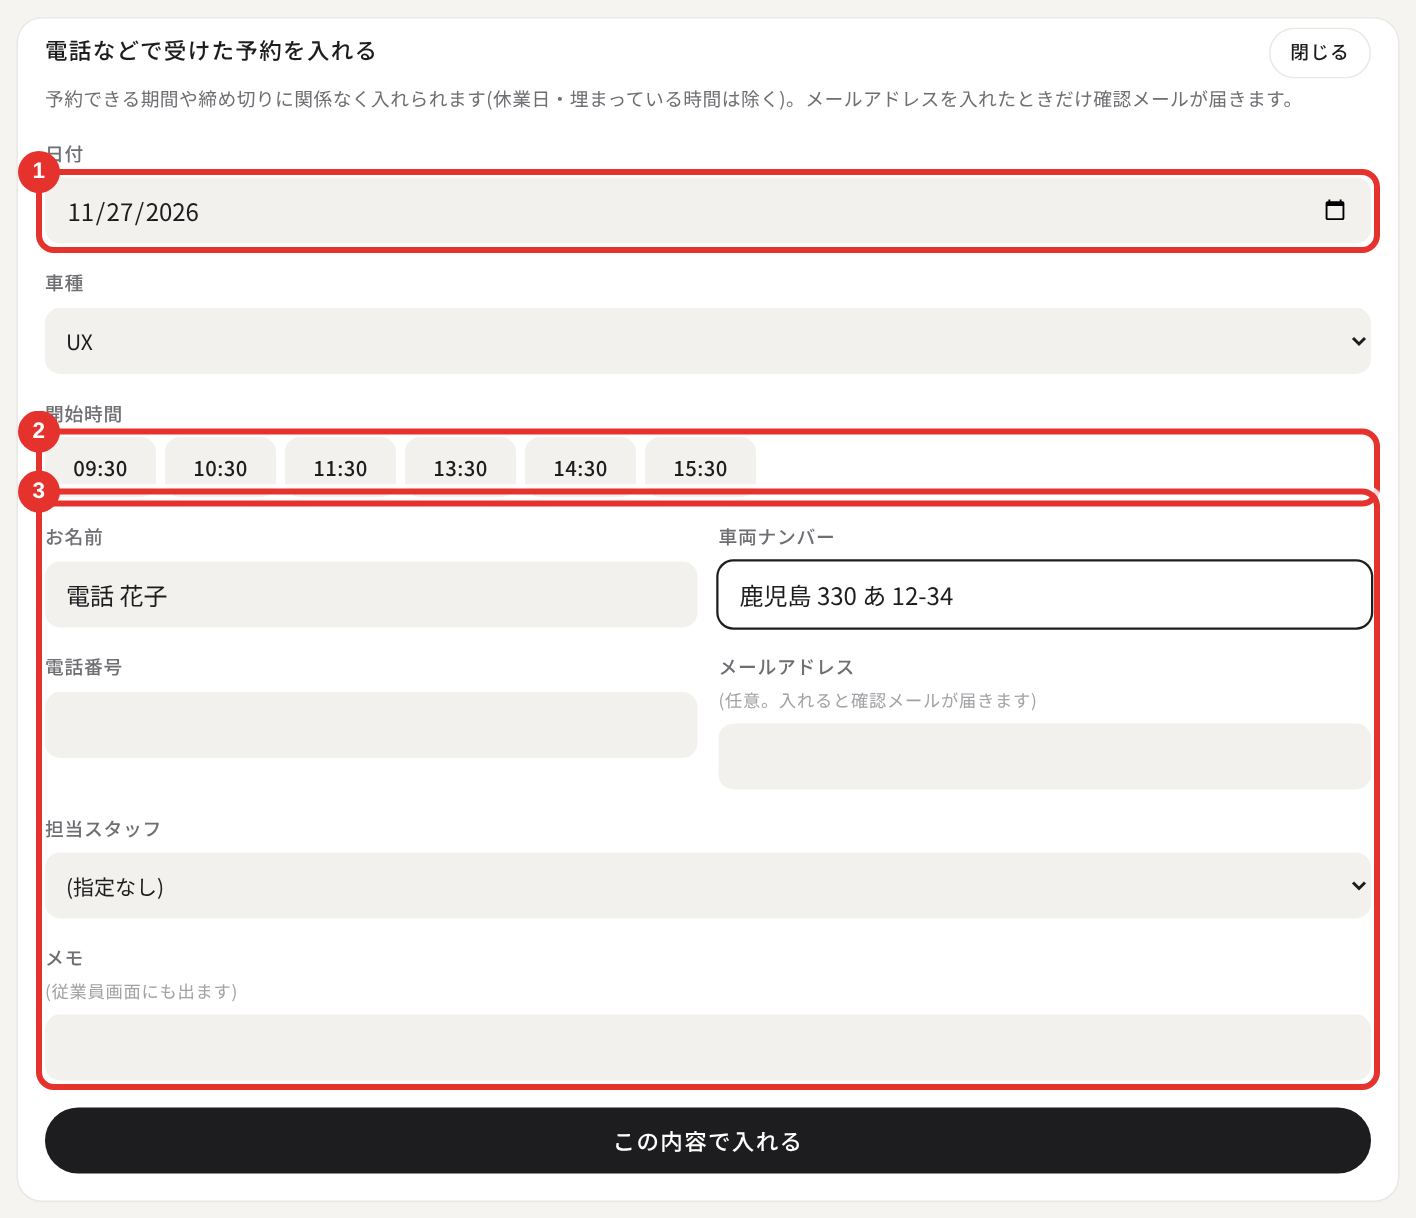 電話などで受けた予約を入れる
閉じる
予約できる期間や締め切りに関係なく入れられます(休業日・埋まっている時間は除く)。メールアドレスを入れたときだけ確認メールが届きます。
日付
1
11/27/2026
車種
UX
開始時間
2
09:30 10:30 11:30 13:30 14:30 15:30
3
お名前 車両ナンバー
電話 花子 鹿児島 330 あ 12-34
電話番号 メールアドレス
(任意。入れると確認メールが届きます)
担当スタッフ
(指定なし)
メモ
(従業員画面にも出ます)
この内容で入れる